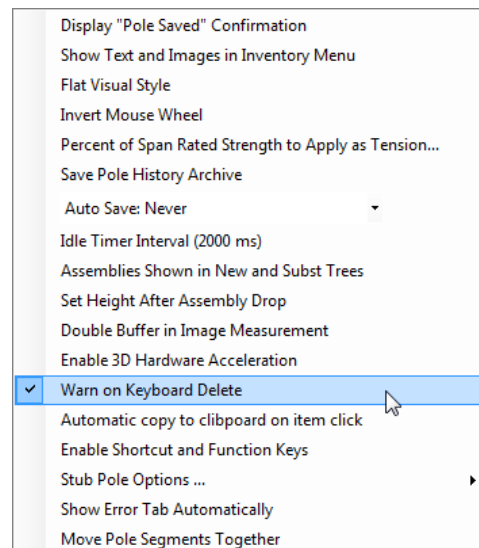 Display "Pole Saved" Confirmation
Show Text and Images in Inventory Menu
Flat Visual Style
Invert Mouse Wheel
Percent of Span Rated Strength to Apply as Tension...
Save Pole History Archive
Auto Save: Never
Idle Timer Interval (2000 ms)
Assemblies Shown in New and Subst Trees
Set Height After Assembly Drop
Double Buffer in Image Measurement
Enable 3D Hardware Acceleration
Warn on Keyboard Delete
Automatic copy to clibpoard on item click
Enable Shortcut and Function Keys
Stub Pole Options ...
Show Error Tab Automatically
Move Pole Segments Together